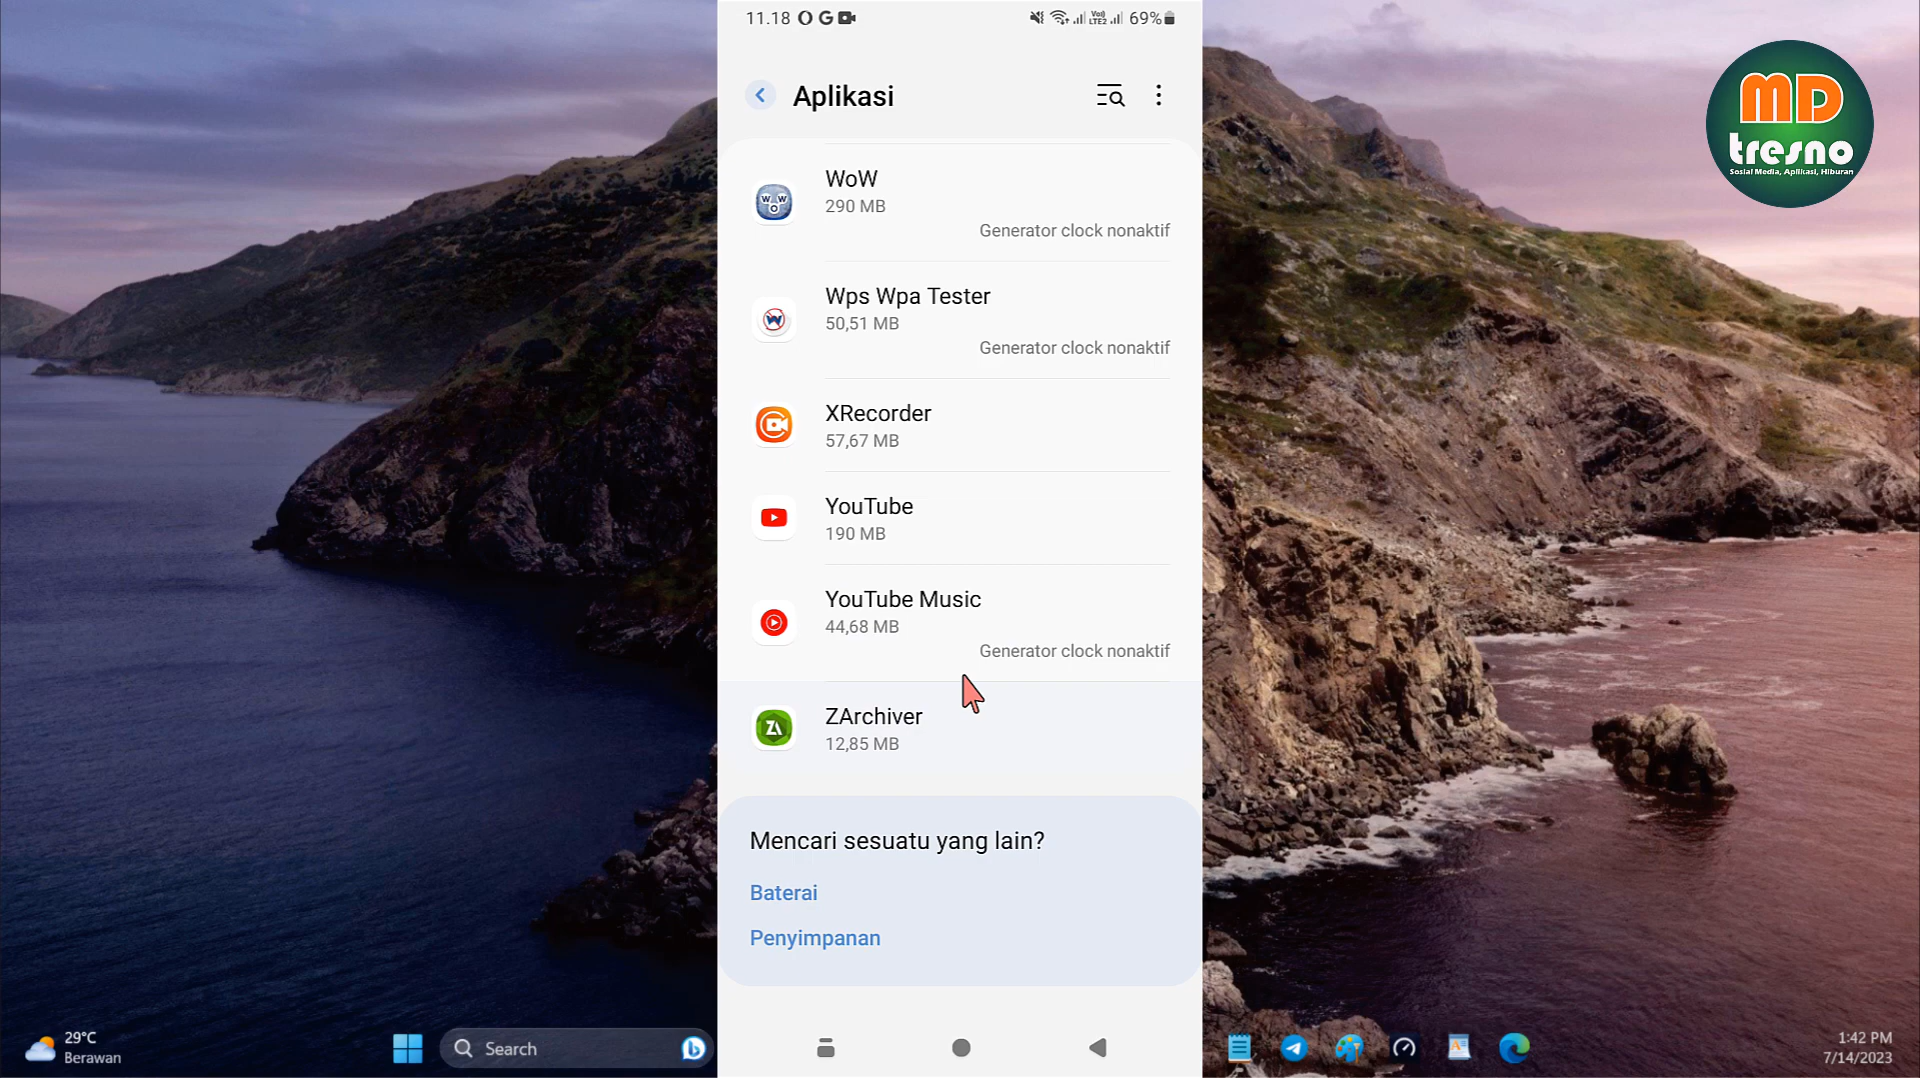 11.18
Vo) LTE2
69%
Aplikasi
WoW
290 MB
Generator clock nonaktif
Wps Wpa Tester
50,51 MB
Generator clock nonaktif
XRecorder
57,67 MB
YouTube
190 MB
YouTube Music
44,68 MB
Generator clock nonaktif
ZArchiver
12,85 MB
Mencari sesuatu yang lain?
Baterai
Penyimpanan
MD
tresno
Sosial Media, Aplikasi, Hiburan
29°C
Berawan
Search
1:42 PM
7/14/2023